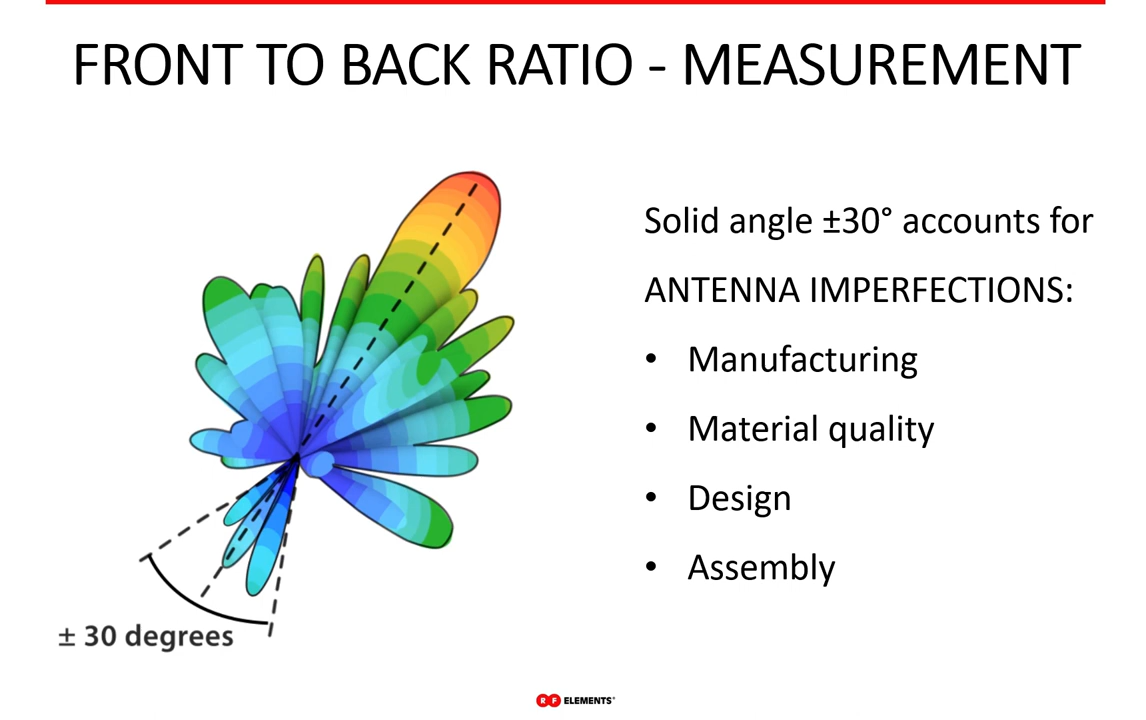 FRONT TO BACK RATIO - MEASUREMENT
Solid angle ±30° accounts for
ANTENNA IMPERFECTIONS:
• Manufacturing
• Material quality
• Design
• Assembly
± 30 degrees
RF ELEMENTS®